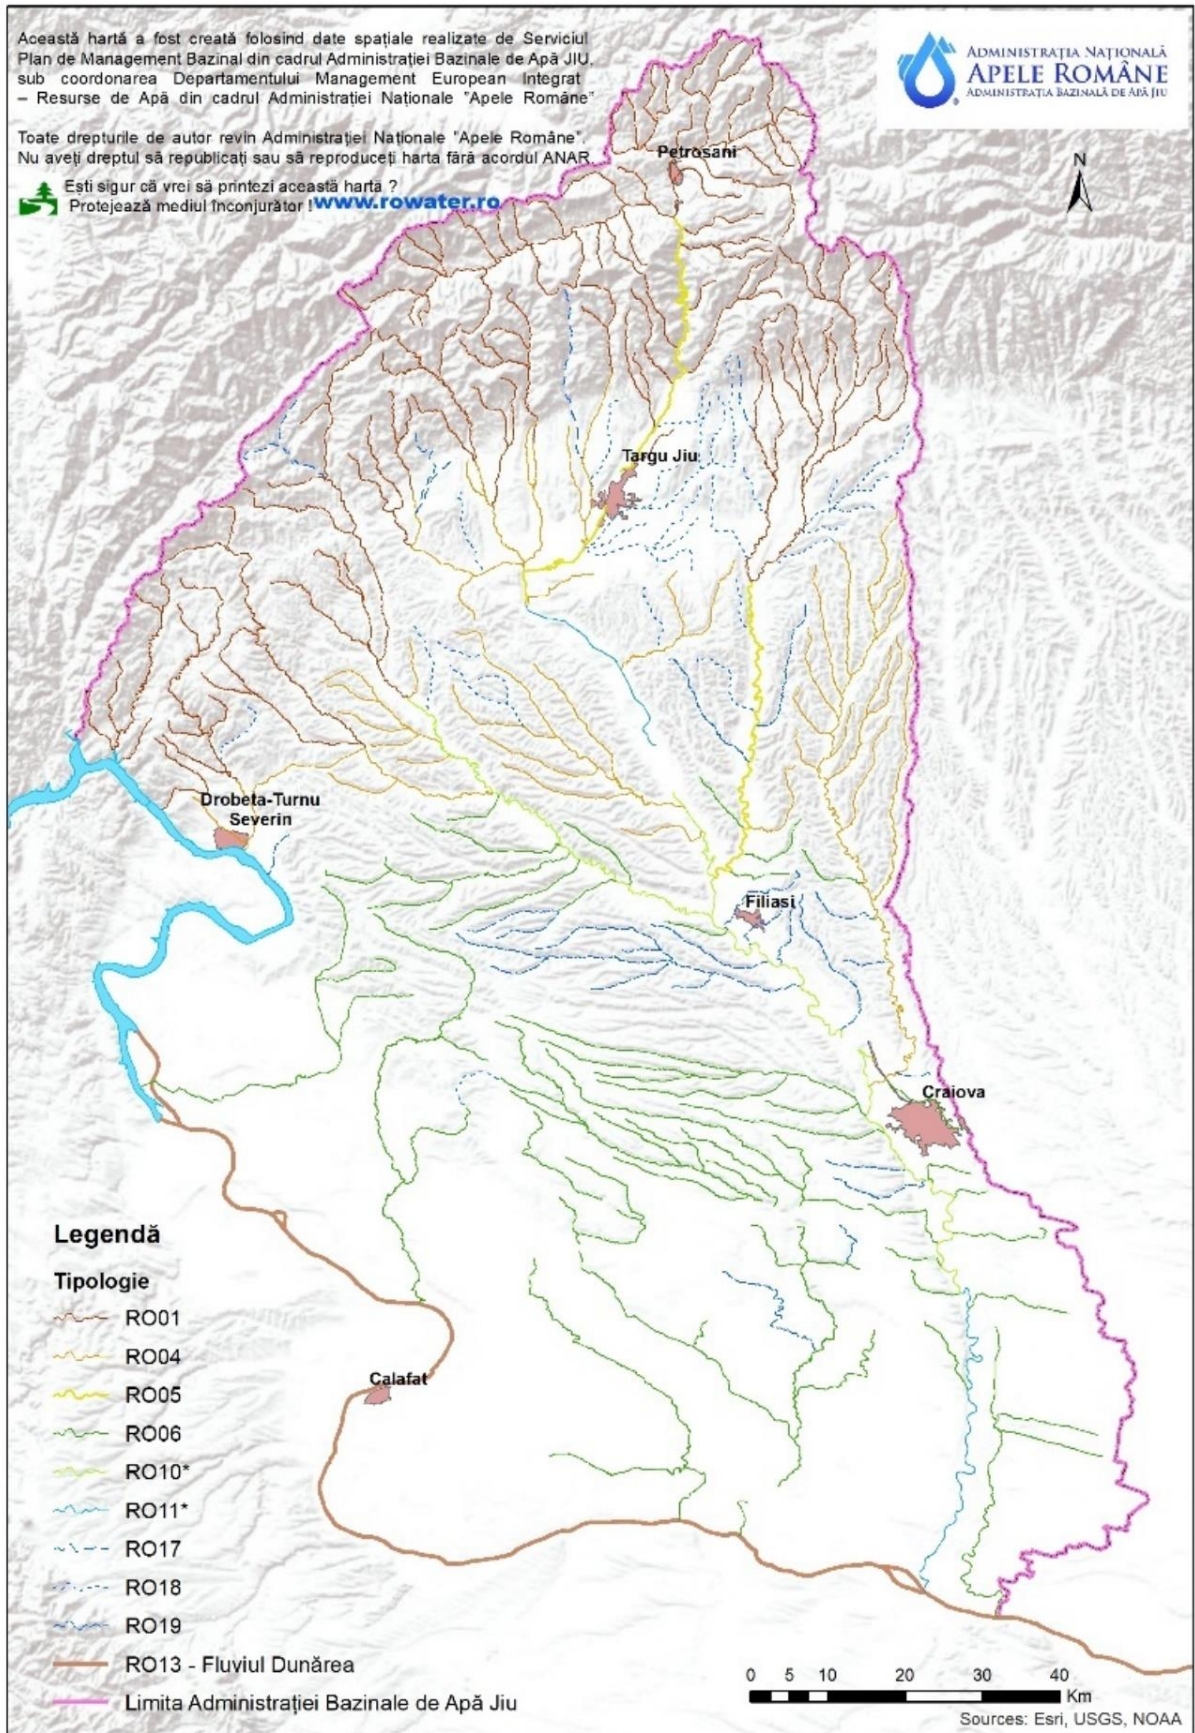 Această hartă a fost creată folosind date spațiale realizate de Serviciul
Plan de Management Bazinal din cadrul Administrației Bazinale de Apă JIU,
sub coordonarea Departamentului Management European Integrat
– Resurse de Apă din cadrul Administrației Naționale "Apele Române"
Toate drepturile de autor revin Administrației Naționale "Apele Române".
Nu aveți dreptul să republicați sau să reproduceți harta fără acordul ANAR.
Ești sigur că vrei să printezi această harta ?
Protejează mediul înconjurător ! www.rowater.ro
ADMINISTRAȚIA NAȚIONALĂ
APELE ROMÂNE
ADMINISTRAȚIA BAZINALĂ DE APĂ JIU
N
Petrosani
Targu Jiu
Drobeta-Turnu
Severin
Filiasi
Craiova
Calafat
Legendă
Tipologie
RO01
RO04
RO05
RO06
RO10*
RO11*
RO17
RO18
RO19
RO13 - Fluviul Dunărea
Limita Administrației Bazinale de Apă Jiu
0 5 10 20 30 40
Km
Sources: Esri, USGS, NOAA